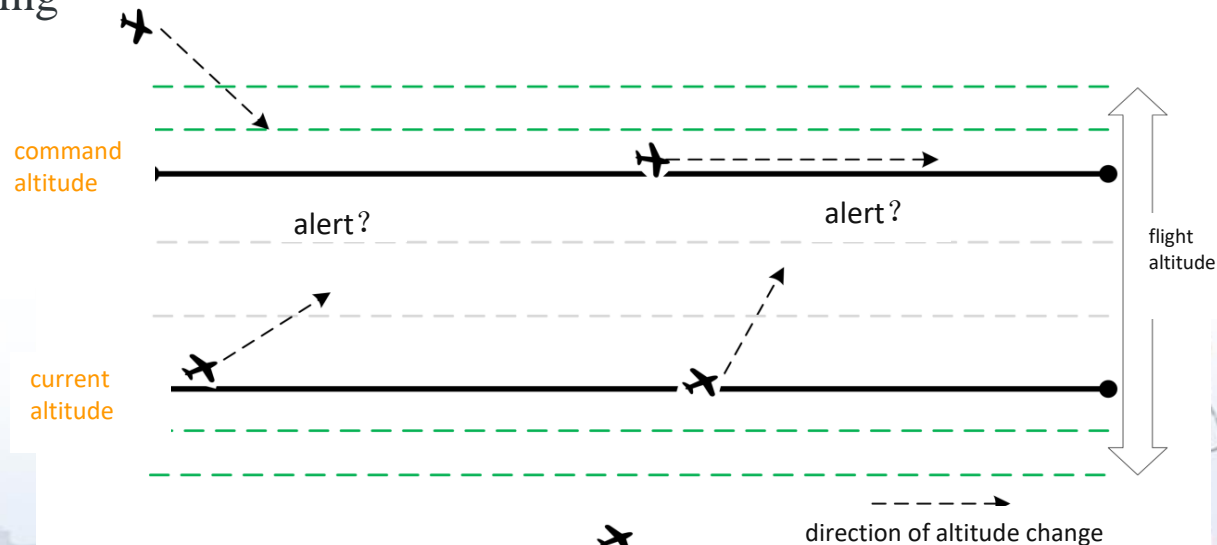 command
altitude
alert？
alert？
flight
altitude
current
altitude
direction of altitude change